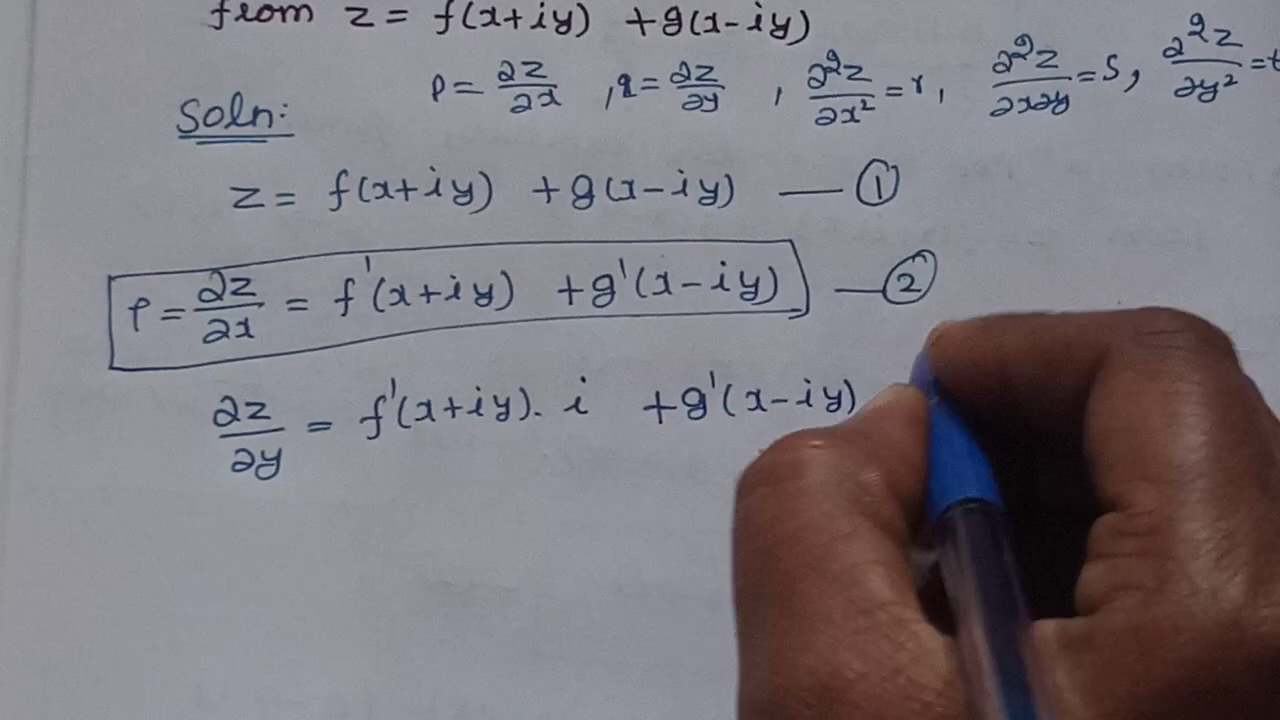 from z = f(x+iy) +g(x-iy)
p = ∂z/∂x , q = ∂z/∂y , ∂²z/∂x² = r, ∂²z/∂x∂y = s, ∂²z/∂y² = t
Soln:
z = f(x+iy) +g(x-iy) — ①
p = ∂z/∂x = f'(x+iy) +g'(x-iy) — ②
∂z/∂y = f'(x+iy). i +g'(x-iy)